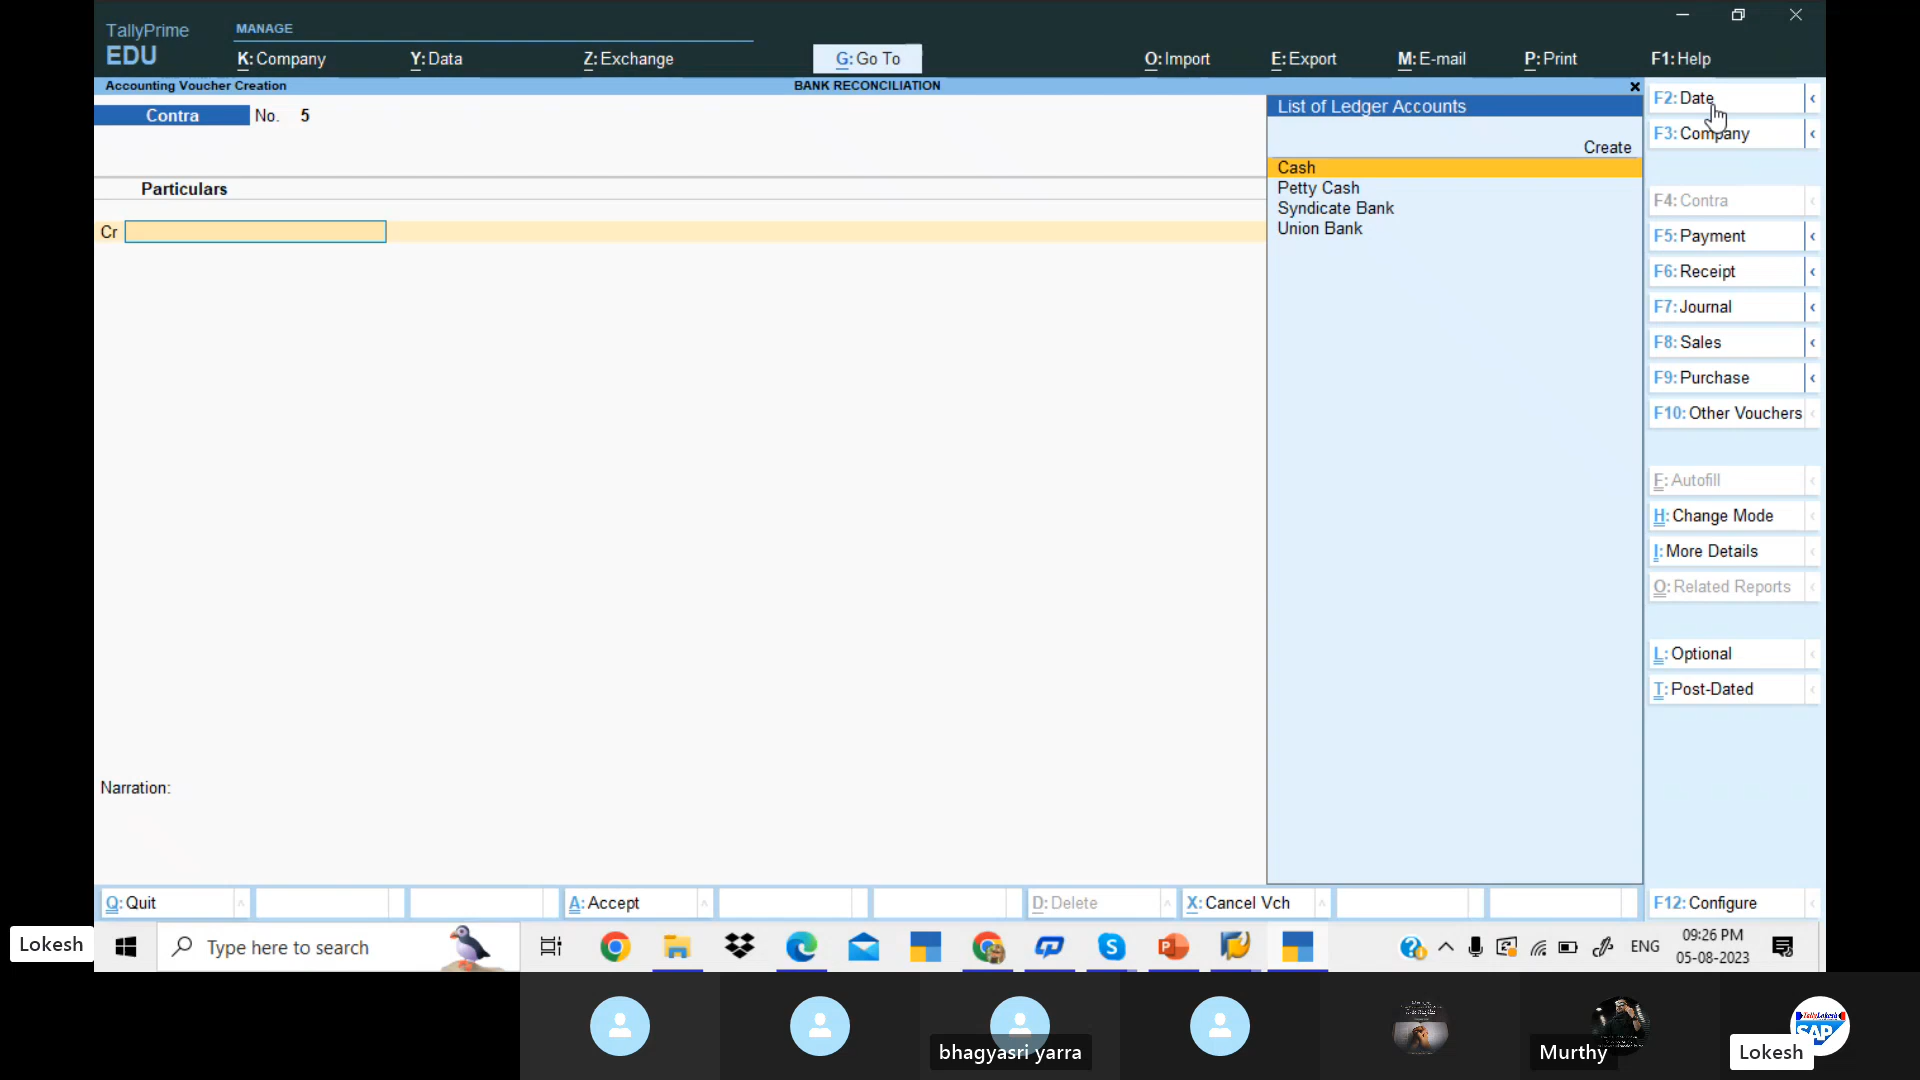 TallyPrime
EDU
MANAGE
K: Company
Y: Data
Z: Exchange
G: Go To
O: Import
E: Export
M: E-mail
P: Print
F1: Help
Accounting Voucher Creation
BANK RECONCILIATION
Contra No. 5
Particulars
Cr
List of Ledger Accounts
Create
Cash
Petty Cash
Syndicate Bank
Union Bank
F2: Date
F3: Company
F4: Contra
F5: Payment
F6: Receipt
F7: Journal
F8: Sales
F9: Purchase
F10: Other Vouchers
F: Autofill
H: Change Mode
I: More Details
O: Related Reports
L: Optional
T: Post-Dated
Narration:
Q: Quit
A: Accept
D: Delete
X: Cancel Vch
F12: Configure
Lokesh
Type here to search
ENG
09:26 PM
05-08-2023
bhagyasri yarra
Murthy
Lokesh
SAP